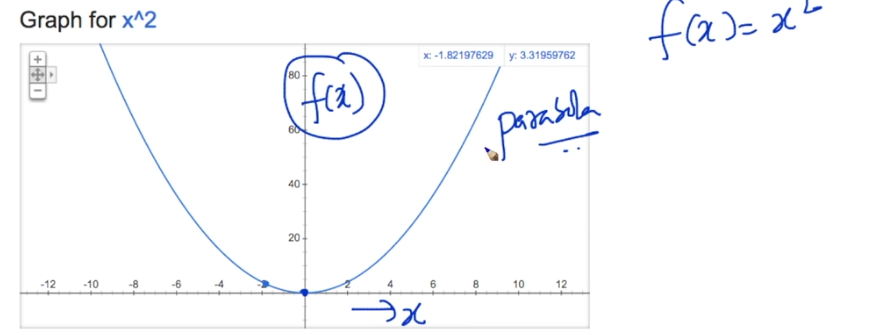 Graph for x^2
f(x)= x²
x: -1.82197629 y: 3.31959762
80
f(x)
60
parabola
40
20
-12 -10 -8 -6 -4 -2 2 4 6 8 10 12
→x